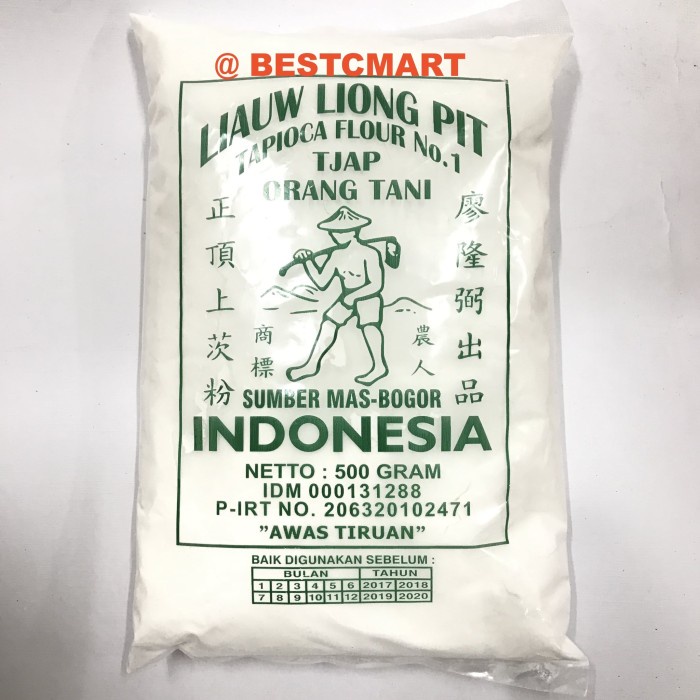 @ BESTCMART
LIAUW LIONG PIT
TAPIOCA FLOUR No.1
TJAP
ORANG TANI
正頂上茨粉
廖隆弼出品
商標
農人
SUMBER MAS-BOGOR
INDONESIA
NETTO : 500 GRAM
IDM 000131288
P-IRT NO. 206320102471
"AWAS TIRUAN"
BAIK DIGUNAKAN SEBELUM :
BULAN TAHUN
1 2 3 4 5 6 2017 2018
7 8 9 10 11 12 2019 2020